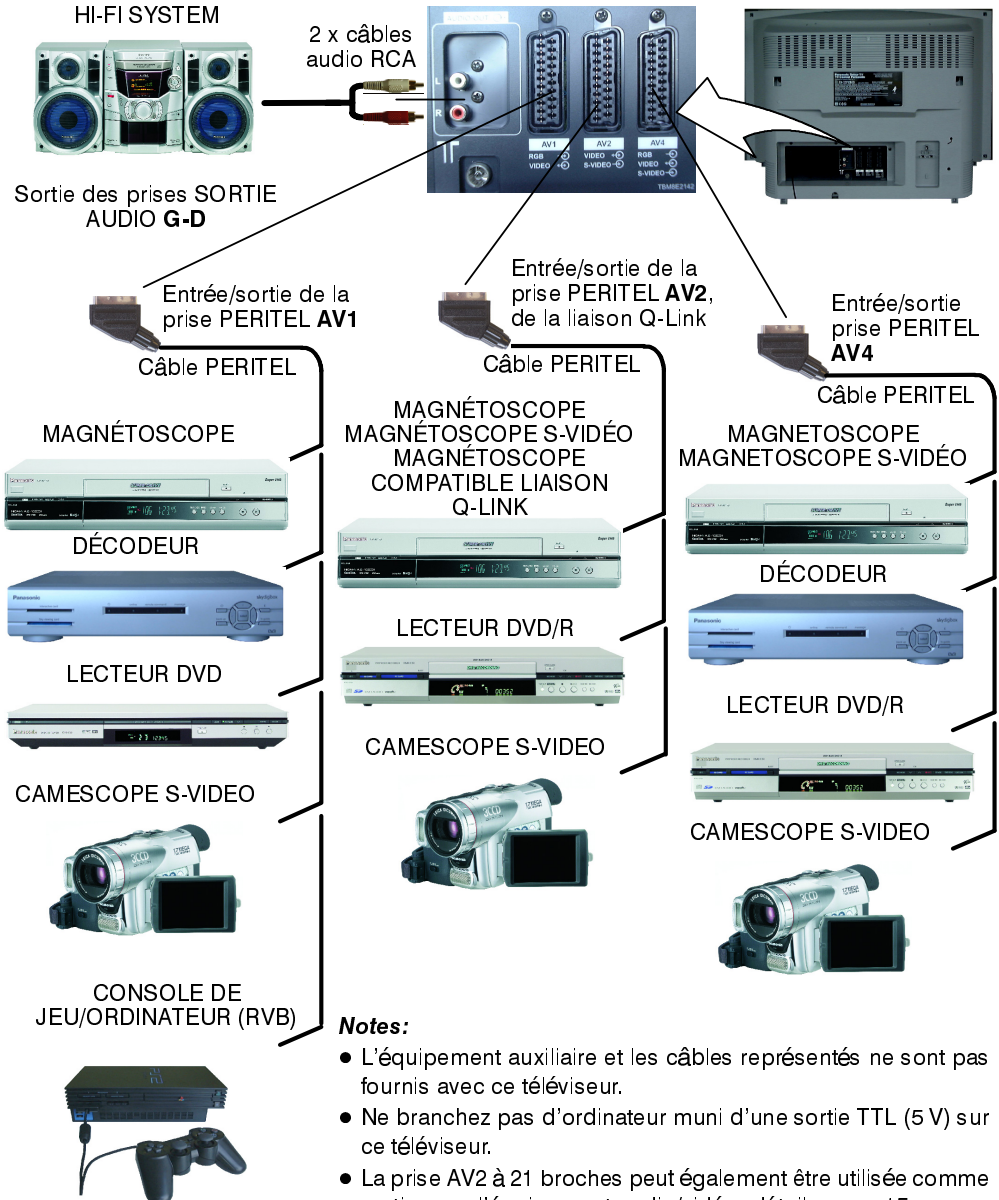 HI-FI SYSTEM
2 x câbles
audio RCA
L
R
AV1
RGB
VIDEO
AV2
VIDEO
S-VIDEO
AV4
RGB
VIDEO
S-VIDEO
TBM8E2142
Sortie des prises SORTIE
AUDIO G-D
Entrée/sortie de la
prise PERITEL AV1
Câble PERITEL
Entrée/sortie de la
prise PERITEL AV2,
de la liaison Q-Link
Câble PERITEL
Entrée/sortie
prise PERITEL
AV4
Câble PERITEL
MAGNÉTOSCOPE
DÉCODEUR
Panasonic
LECTEUR DVD
CAMESCOPE S-VIDEO
CONSOLE DE
JEU/ORDINATEUR (RVB)
MAGNÉTOSCOPE
MAGNÉTOSCOPE S-VIDÉO
MAGNÉTOSCOPE
COMPATIBLE LIAISON
Q-LINK
LECTEUR DVD/R
CAMESCOPE S-VIDEO
MAGNETOSCOPE
MAGNETOSCOPE S-VIDÉO
DÉCODEUR
Panasonic
LECTEUR DVD/R
CAMESCOPE S-VIDEO
Notes:
● L'équipement auxiliaire et les câbles représentés ne sont pas
fournis avec ce téléviseur.
● Ne branchez pas d'ordinateur muni d'une sortie TTL (5 V) sur
ce téléviseur.
● La prise AV2 à 21 broches peut également être utilisée comme